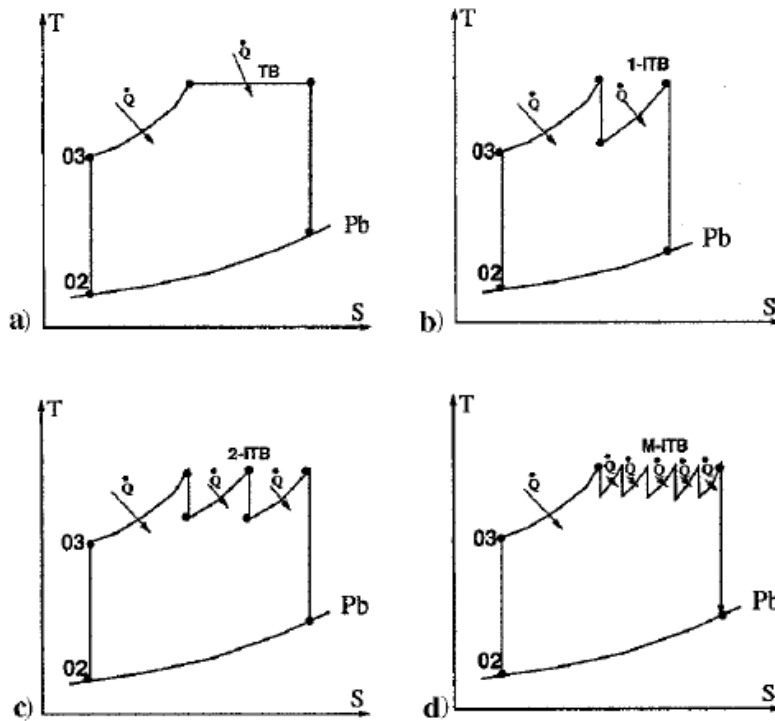 T
Q
Q
TB
03
02
Pb
S
a)
T
1-ITB
Q
Q
03
02
Pb
S
b)
T
2-ITB
Q
Q
Q
03
02
Pb
S
c)
T
M-ITB
Q
Q
Q
Q
Q
Q
03
02
Pb
S
d)